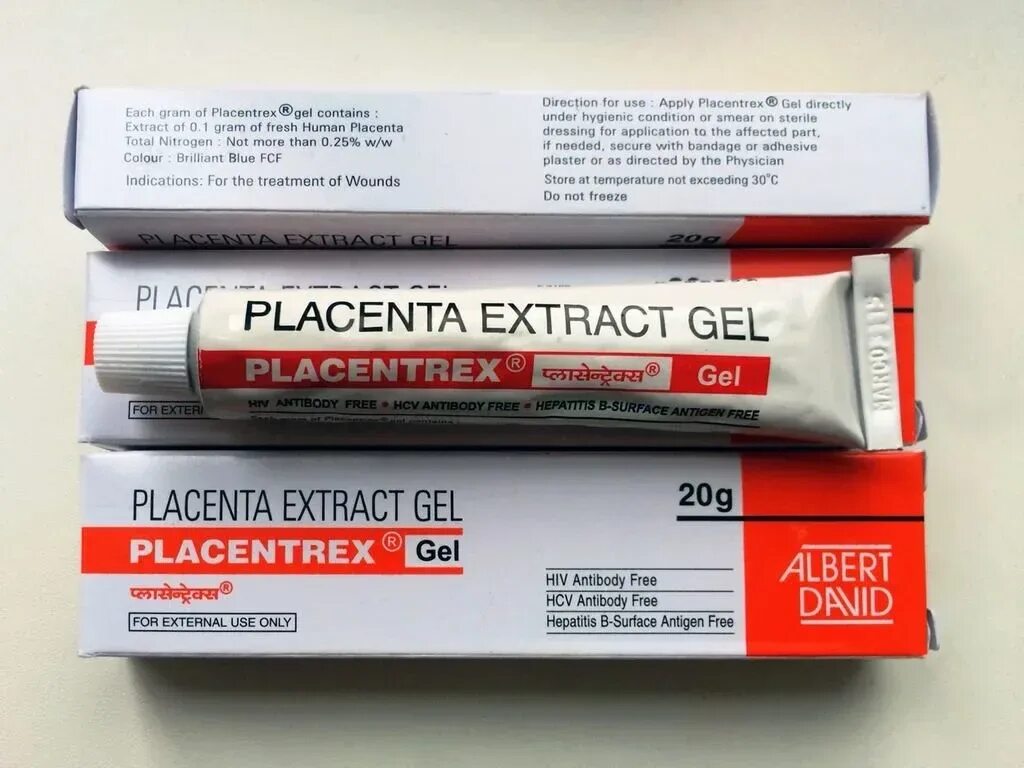 Each gram of Placentrex® gel contains :
Extract of 0.1 gram of fresh Human Placenta
Total Nitrogen : Not more than 0.25% w/w
Colour : Brilliant Blue FCF
Indications: For the treatment of Wounds
Direction for use : Apply Placentrex® Gel directly
under hygienic condition or smear on sterile
dressing for application to the affected part,
if needed, secure with bandage or adhesive
plaster or as directed by the Physician
Store at temperature not exceeding 30°C
Do not freeze
PLACENTA EXTRACT GEL
20g
PLACENTA EXTRACT GEL
FOR EXTER
PLACENTA EXTRACT GEL
PLACENTREX® प्लासेन्ट्रेक्स® Gel
HIV ANTIBODY FREE • HCV ANTIBODY FREE • HEPATITIS B-SURFACE ANTIGEN FREE
PLACENTA EXTRACT GEL
PLACENTREX® Gel
प्लासेन्ट्रेक्स®
FOR EXTERNAL USE ONLY
20g
HIV Antibody Free
HCV Antibody Free
Hepatitis B-Surface Antigen Free
ALBERT
DAVID